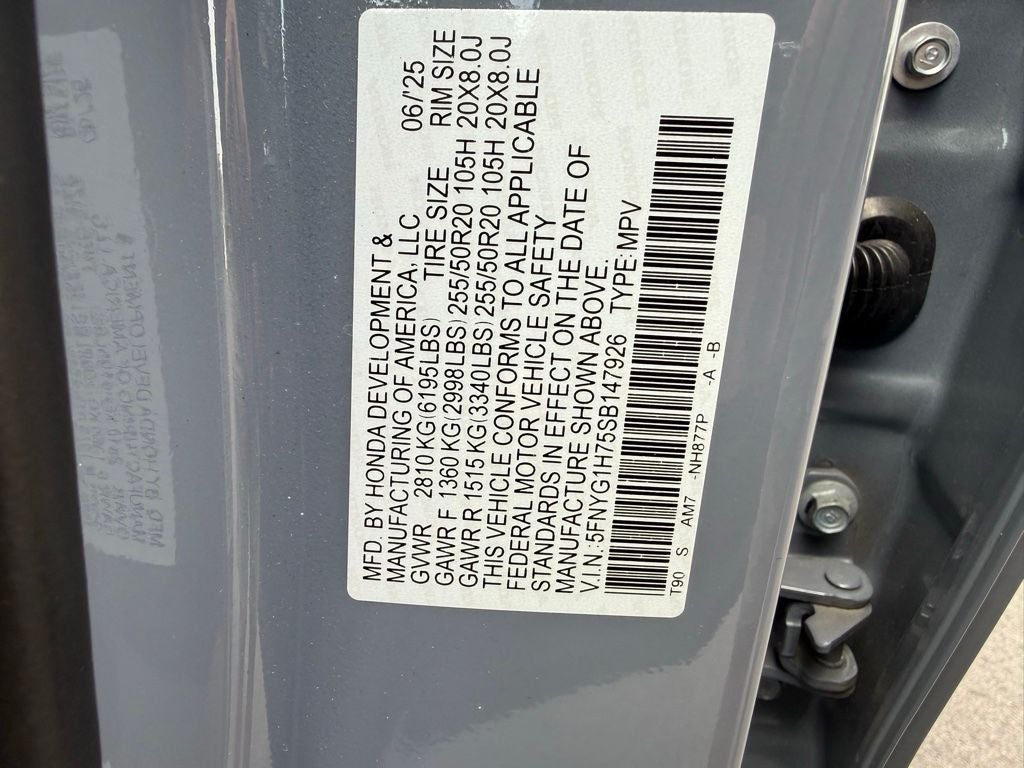 MFD. BY HONDA DEVELOPMENT &
MANUFACTURING OF AMERICA, LLC 06/'25
GVWR 2810 KG(6195LBS) TIRE SIZE RIM SIZE
GAWR F 1360 KG(2998LBS) 255/50R20 105H 20X8.0J
GAWR R 1515 KG(3340LBS) 255/50R20 105H 20X8.0J
THIS VEHICLE CONFORMS TO ALL APPLICABLE
FEDERAL MOTOR VEHICLE SAFETY
STANDARDS IN EFFECT ON THE DATE OF
MANUFACTURE SHOWN ABOVE.
V.I.N.:5FNYG1H75SB147926 TYPE:MPV
T90 S AM7 -NH877P -A -B